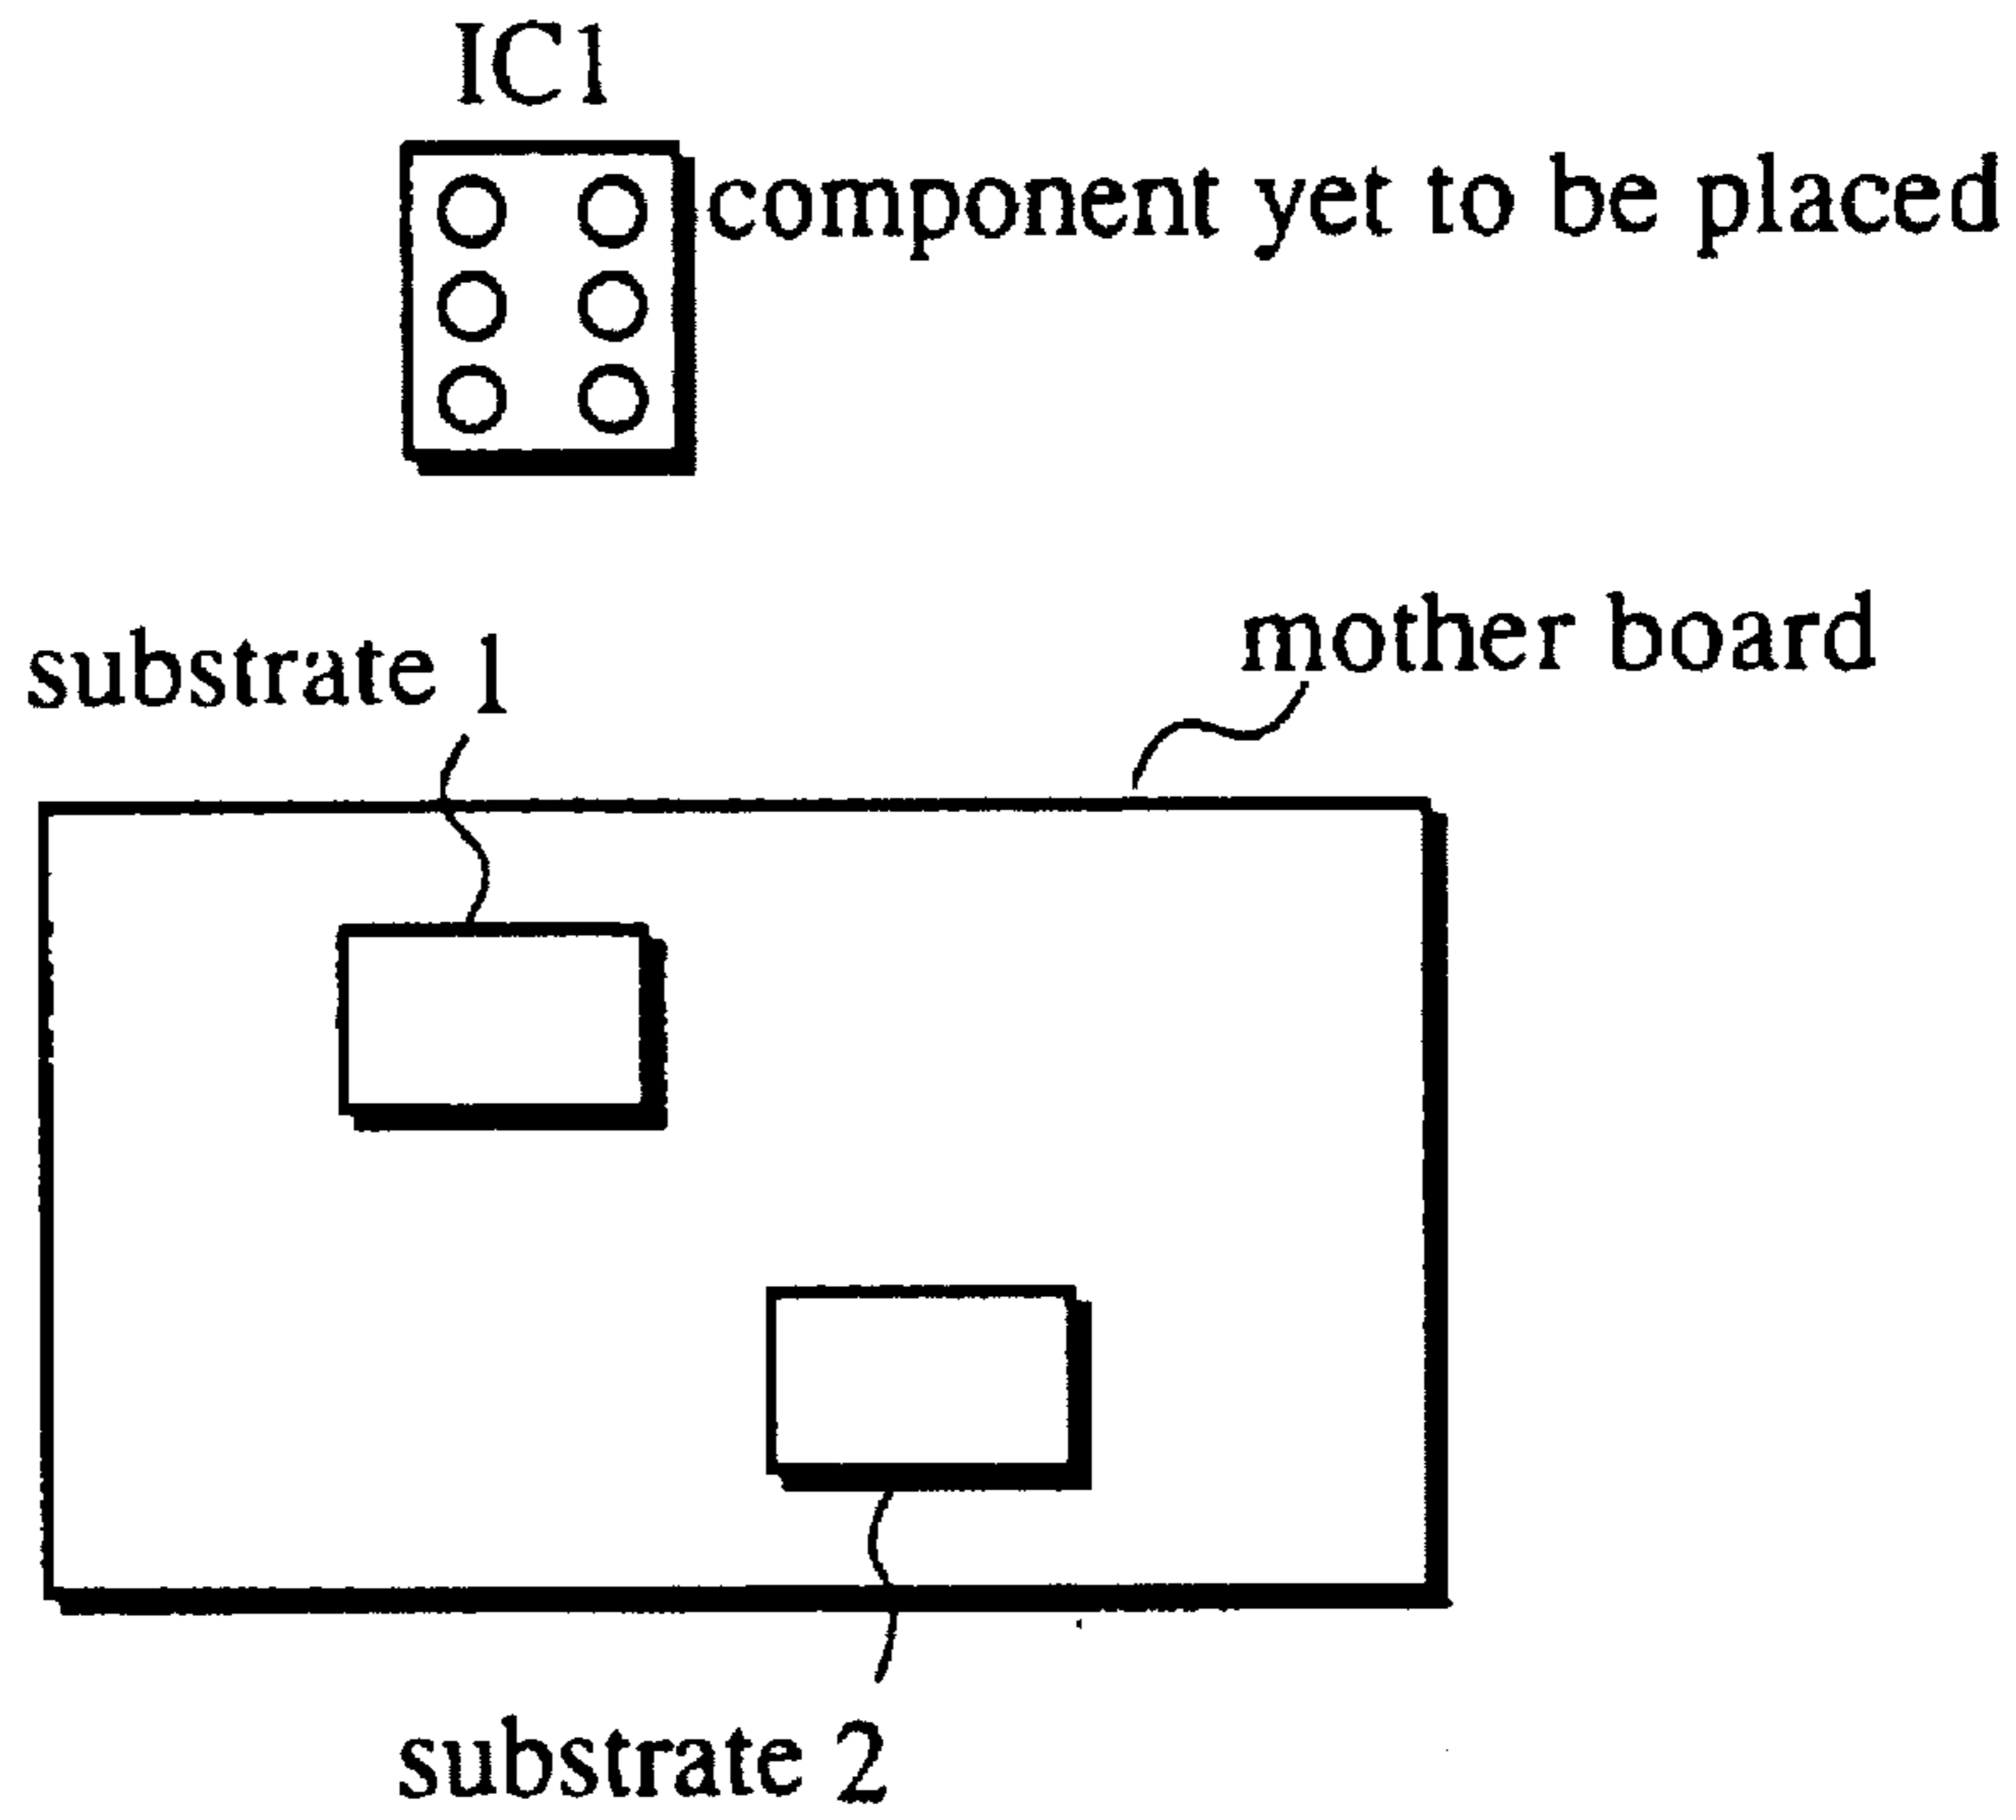 IC1
component yet to be placed
mother board
substrate 1
substrate 2